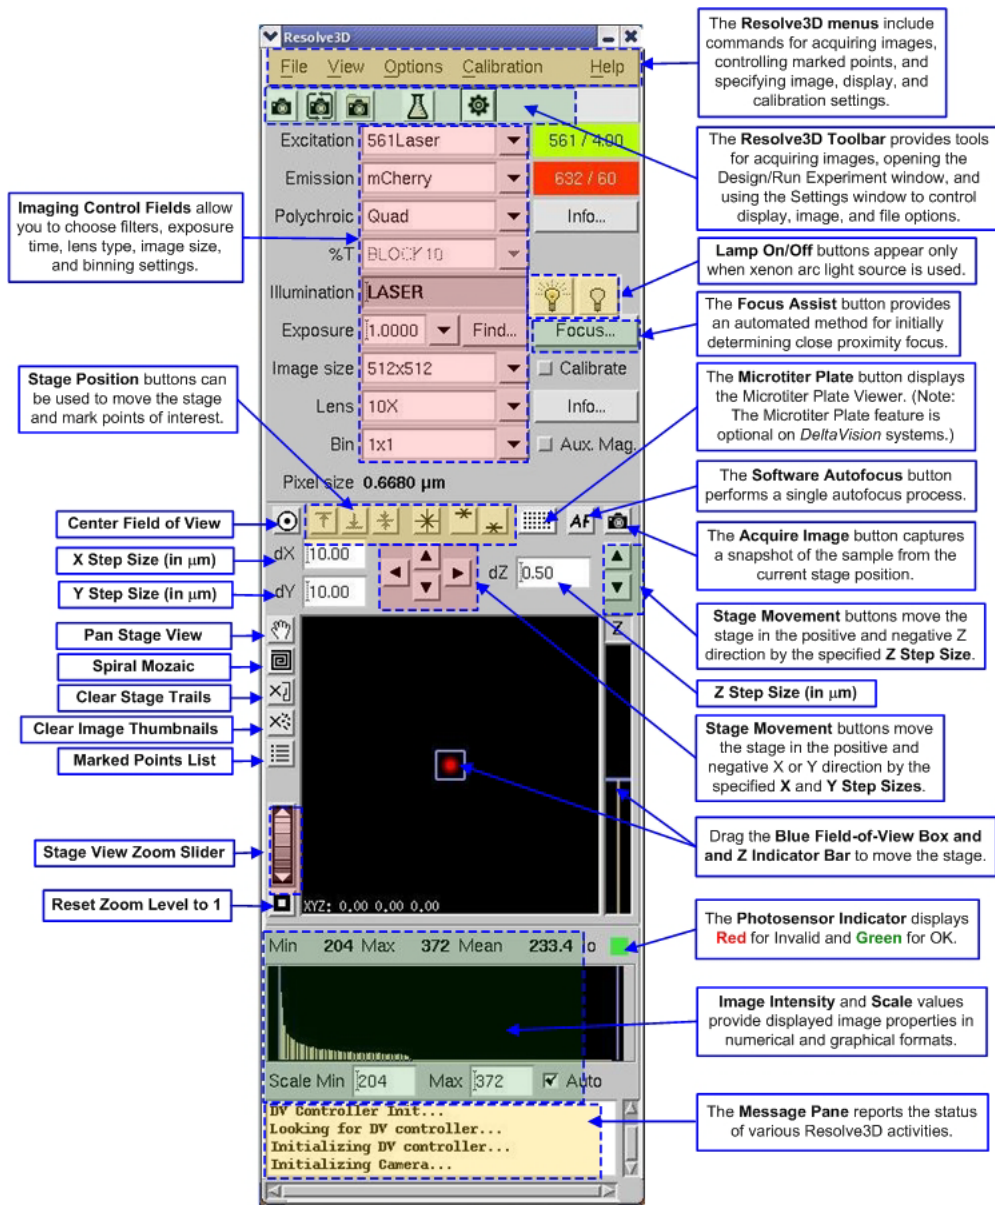 Resolve3D
File View Options Calibration Help
Excitation 561Laser 561 / 4.00
Emission mCherry 632 / 60
Polychroic Quad Info...
%T BLOCK 10
Illumination LASER
Exposure 1.0000 Find... Focus...
Image size 512x512 Calibrate
Lens 10X Info...
Bin 1x1 Aux. Mag.
Pixel size 0.6680 µm
AF
dX 10.00
dY 10.00
dZ 0.50
Z
XYZ: 0.00 0.00 0.00
Min 204 Max 372 Mean 233.4 o
Scale Min 204 Max 372 Auto
DV Controller Init...
Looking for DV controller...
Initializing DV controller...
Initializing Camera...
Imaging Control Fields allow
you to choose filters, exposure
time, lens type, image size,
and binning settings.
Stage Position buttons can
be used to move the stage
and mark points of interest.
Center Field of View
X Step Size (in µm)
Y Step Size (in µm)
Pan Stage View
Spiral Mozaic
Clear Stage Trails
Clear Image Thumbnails
Marked Points List
Stage View Zoom Slider
Reset Zoom Level to 1
The Resolve3D menus include
commands for acquiring images,
controlling marked points, and
specifying image, display, and
calibration settings.
The Resolve3D Toolbar provides tools
for acquiring images, opening the
Design/Run Experiment window, and
using the Settings window to control
display, image, and file options.
Lamp On/Off buttons appear only
when xenon arc light source is used.
The Focus Assist button provides
an automated method for initially
determining close proximity focus.
The Microtiter Plate button displays
the Microtiter Plate Viewer. (Note:
The Microtiter Plate feature is
optional on DeltaVision systems.)
The Software Autofocus button
performs a single autofocus process.
The Acquire Image button captures
a snapshot of the sample from the
current stage position.
Stage Movement buttons move the
stage in the positive and negative Z
direction by the specified Z Step Size.
Z Step Size (in µm)
Stage Movement buttons move
the stage in the positive and
negative X or Y direction by the
specified X and Y Step Sizes.
Drag the Blue Field-of-View Box and
and Z Indicator Bar to move the stage.
The Photosensor Indicator displays
Red for Invalid and Green for OK.
Image Intensity and Scale values
provide displayed image properties in
numerical and graphical formats.
The Message Pane reports the status
of various Resolve3D activities.